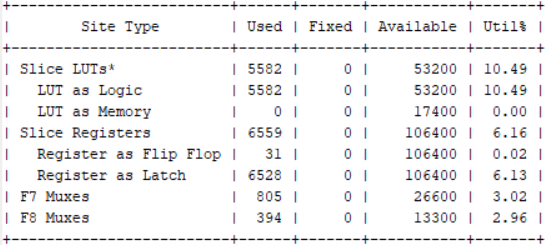 +----------------------------+------+-------+-----------+-------+
|          Site Type         | Used | Fixed | Available | Util% |
+----------------------------+------+-------+-----------+-------+
| Slice LUTs*                | 5582 |     0 |     53200 | 10.49 |
|   LUT as Logic             | 5582 |     0 |     53200 | 10.49 |
|   LUT as Memory            |    0 |     0 |     17400 |  0.00 |
| Slice Registers            | 6559 |     0 |    106400 |  6.16 |
|   Register as Flip Flop    |   31 |     0 |    106400 |  0.02 |
|   Register as Latch        | 6528 |     0 |    106400 |  6.13 |
| F7 Muxes                   |  805 |     0 |     26600 |  3.02 |
| F8 Muxes                   |  394 |     0 |     13300 |  2.96 |
+----------------------------+------+-------+-----------+-------+